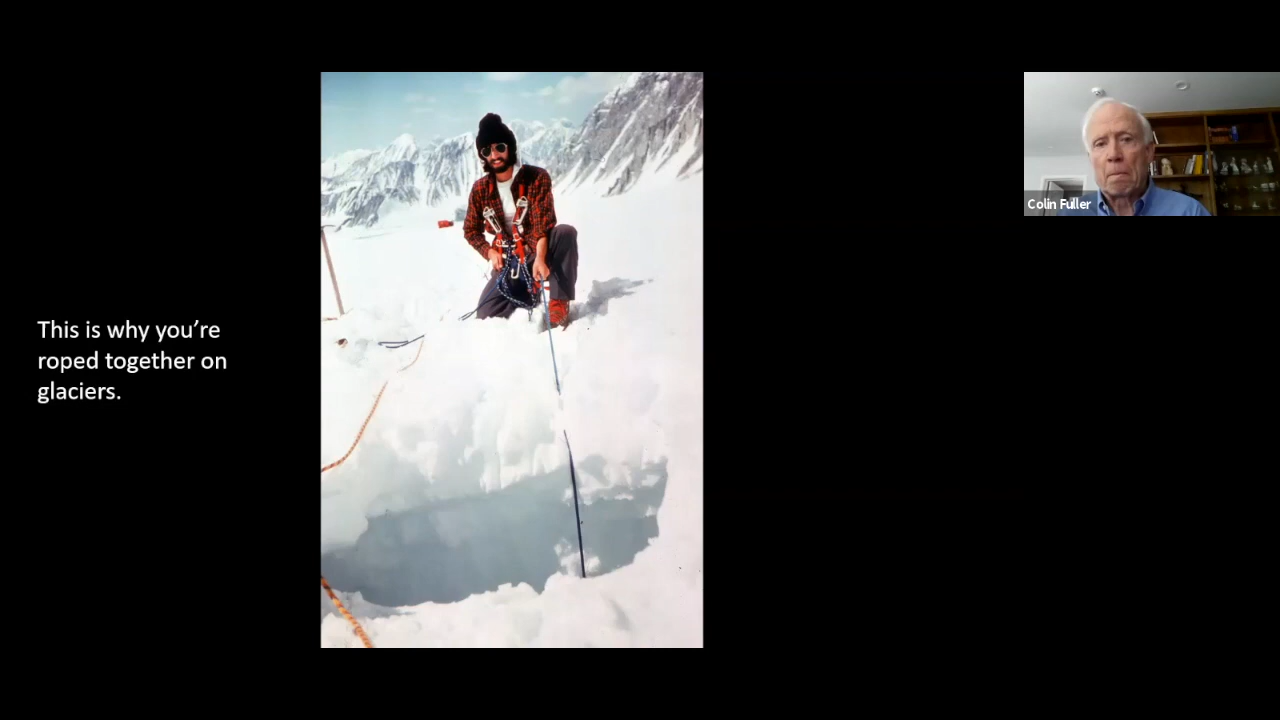 This is why you’re
roped together on
glaciers.
Colin Fuller